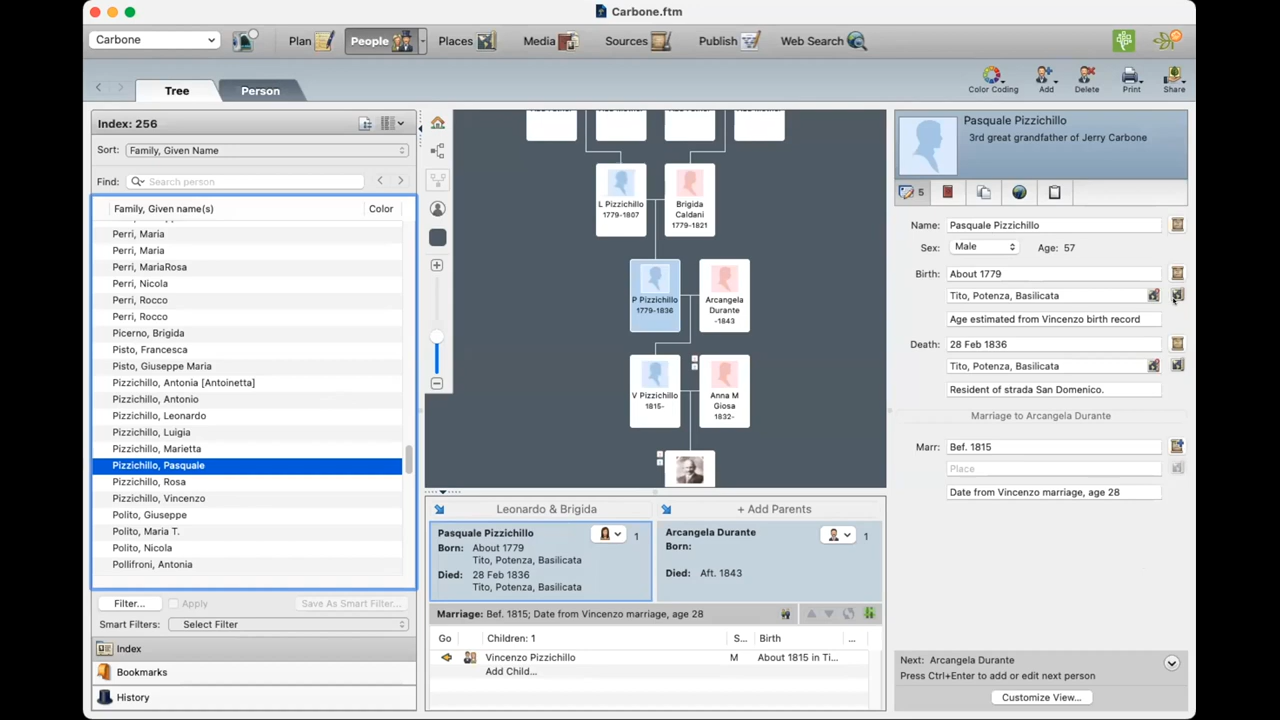 Carbone.ftm
Carbone
Plan
People
Places
Media
Sources
Publish
Web Search
Tree
Person
Color Coding
Add
Delete
Print
Share
Index: 256
Sort:
Family, Given Name
Find:
Search person
Family, Given name(s)
Color
Perri, Maria
Perri, Maria
Perri, MariaRosa
Perri, Nicola
Perri, Rocco
Perri, Rocco
Picerno, Brigida
Pisto, Francesca
Pisto, Giuseppe Maria
Pizzichillo, Antonia [Antoinetta]
Pizzichillo, Antonio
Pizzichillo, Leonardo
Pizzichillo, Luigia
Pizzichillo, Marietta
Pizzichillo, Pasquale
Pizzichillo, Rosa
Pizzichillo, Vincenzo
Polito, Giuseppe
Polito, Maria T.
Polito, Nicola
Pollifroni, Antonia
Filter...
Apply
Save As Smart Filter...
Smart Filters:
Select Filter
Index
Bookmarks
History
L Pizzichillo
1779-1807
Brigida
Caldani
1779-1821
P Pizzichillo
1779-1836
Arcangela
Durante
-1843
V Pizzichillo
1815-
Anna M
Giosa
1832-
Leonardo & Brigida
+ Add Parents
Pasquale Pizzichillo
1
Born: About 1779
Tito, Potenza, Basilicata
Died: 28 Feb 1836
Tito, Potenza, Basilicata
Arcangela Durante
1
Born:
Died: Aft. 1843
Marriage: Bef. 1815; Date from Vincenzo marriage, age 28
Go
Children: 1
S...
Birth
...
Vincenzo Pizzichillo
M
About 1815 in Ti...
Add Child...
Pasquale Pizzichillo
3rd great grandfather of Jerry Carbone
5
Name:
Pasquale Pizzichillo
Sex:
Male
Age: 57
Birth:
About 1779
Tito, Potenza, Basilicata
Age estimated from Vincenzo birth record
Death:
28 Feb 1836
Tito, Potenza, Basilicata
Resident of strada San Domenico.
Marriage to Arcangela Durante
Marr:
Bef. 1815
Place
Date from Vincenzo marriage, age 28
Next: Arcangela Durante
Press Ctrl+Enter to add or edit next person
Customize View...